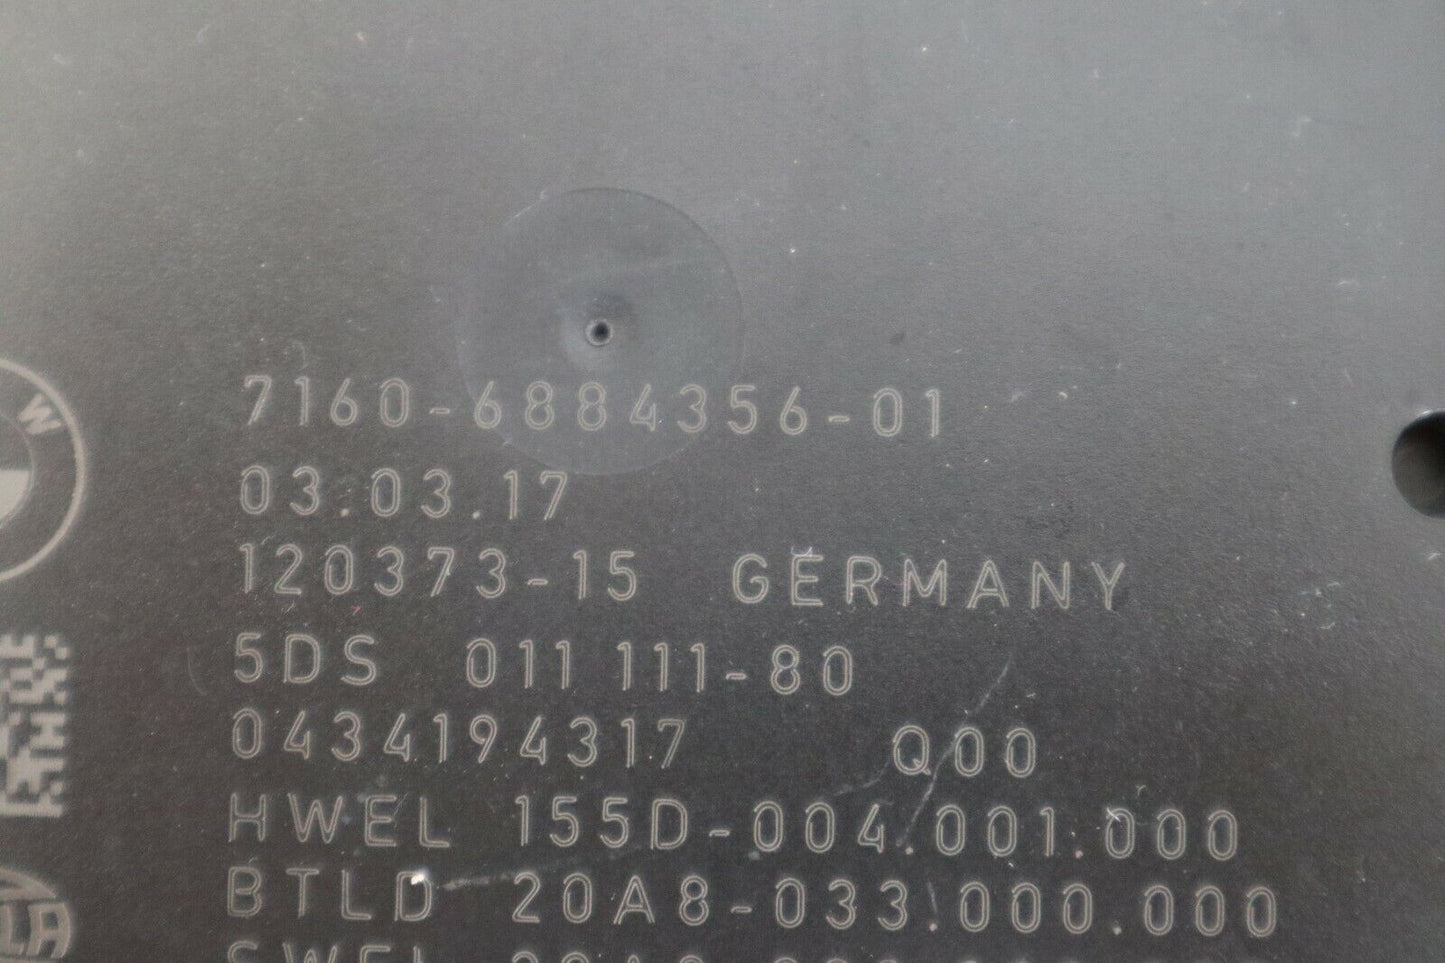 7160-6884356-01
W
03.03.17
120373-15 GERMANY
5DS 011 111-80
0434194317 Q00
HWEL 155D-004.001.000
BTLD 20A8-033.000.000